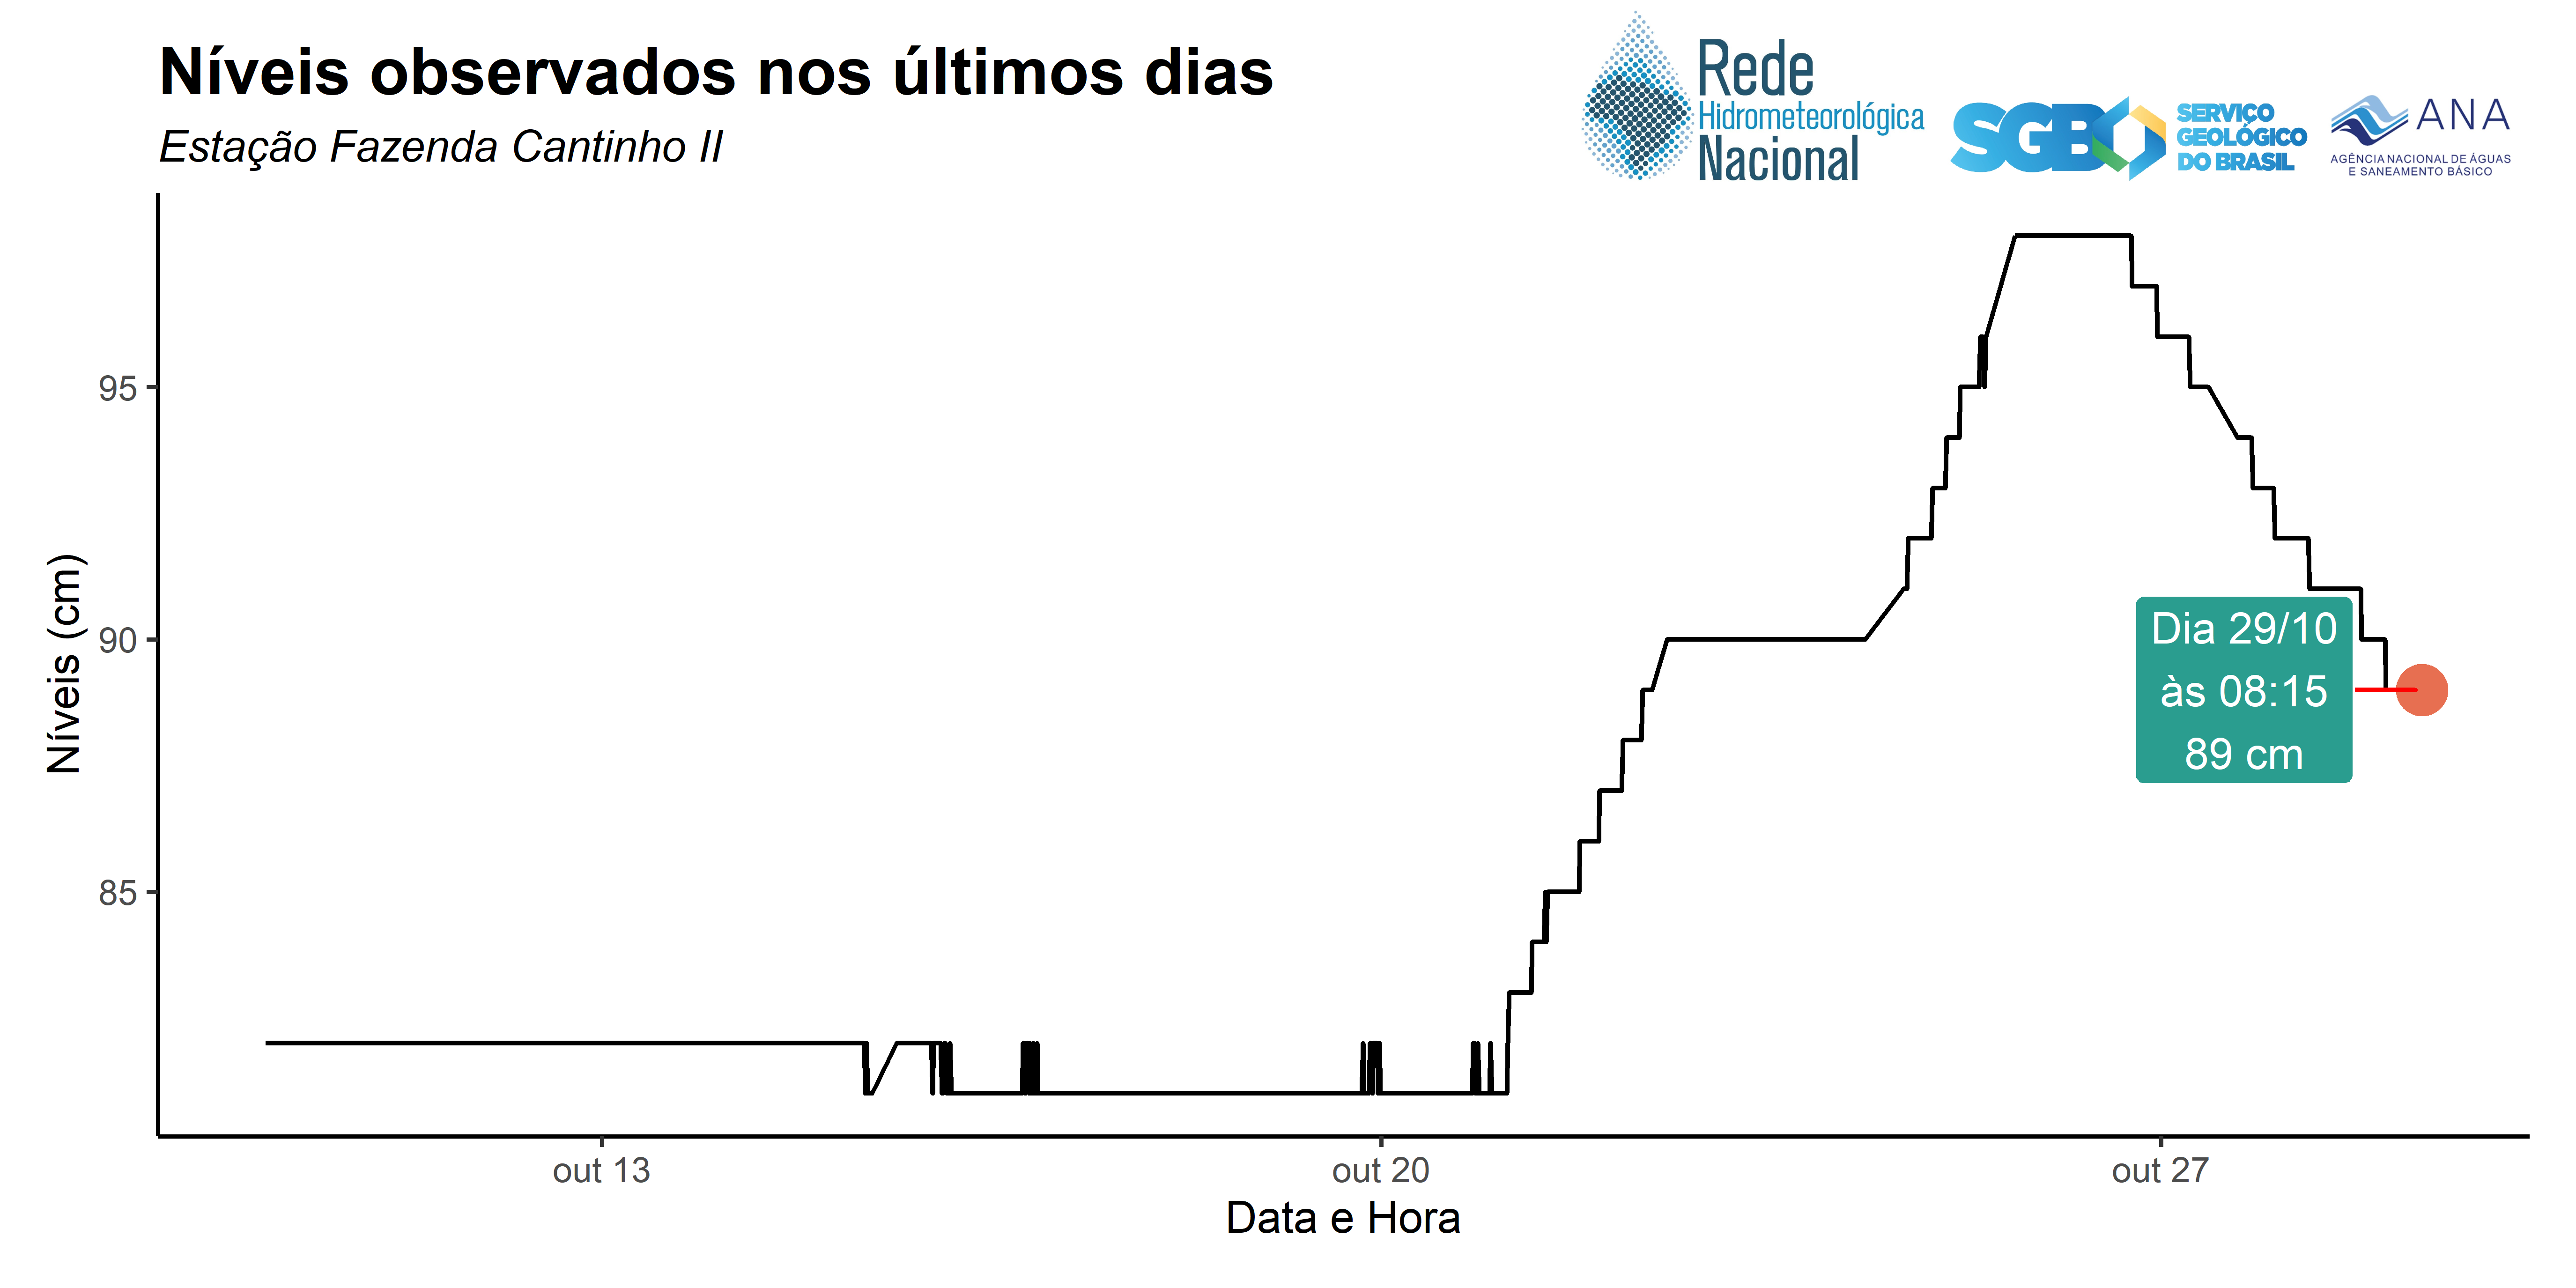 Níveis observados nos últimos dias
Estação Fazenda Cantinho II
Rede
Hidrometeorológica
Nacional
SGB
SERVIÇO
GEOLÓGICO
DO BRASIL
ANA
AGÊNCIA NACIONAL DE ÁGUAS
E SANEAMENTO BÁSICO
Níveis (cm)
95
90
85
Dia 29/10
às 08:15
89 cm
out 13
out 20
out 27
Data e Hora